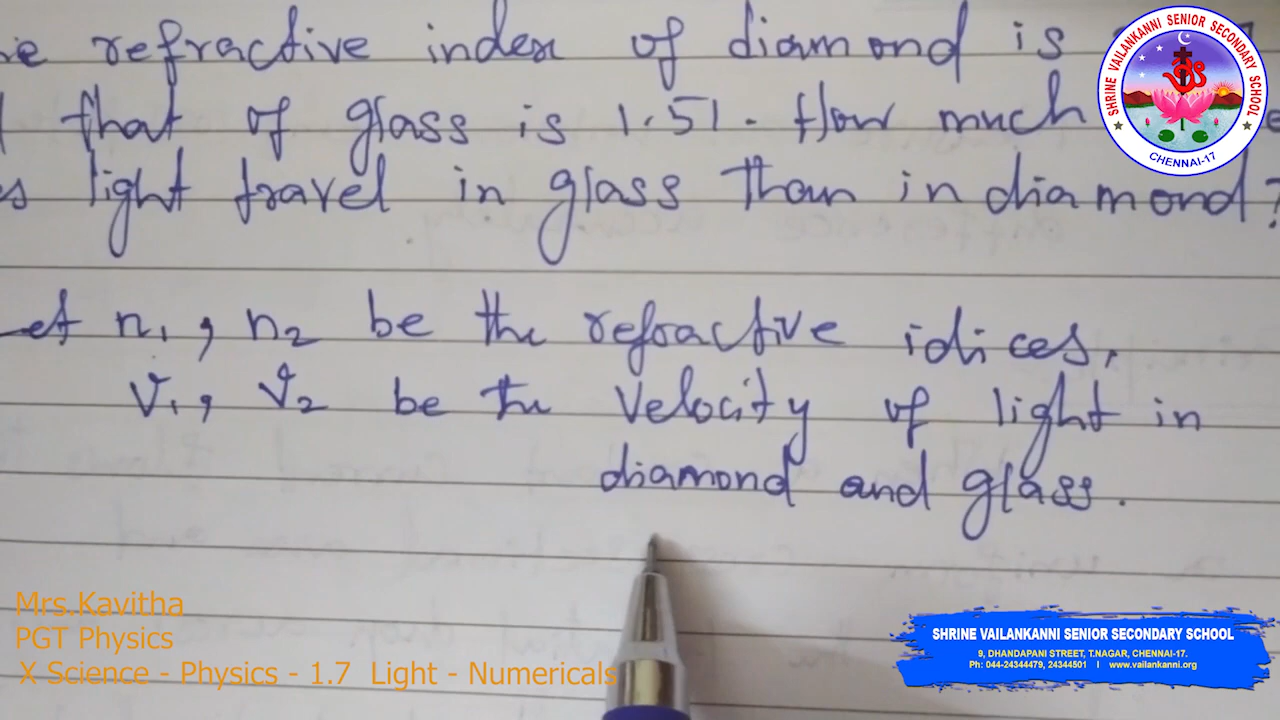 refractive index of diamond is
that of glass is 1.51. How much
light travel in glass than in diamond?
Let n1, n2 be the refractive idices,
V1, V2 be the velocity of light in
diamond and glass.
SHRINE VAILANKANNI SENIOR SECONDARY SCHOOL
CHENNAI-17
Mrs.Kavitha
PGT Physics
X Science - Physics - 1.7 Light - Numericals
SHRINE VAILANKANNI SENIOR SECONDARY SCHOOL
9, DHANDAPANI STREET, T.NAGAR, CHENNAI-17.
Ph: 044-24344479, 24344501 I www.vailankanni.org